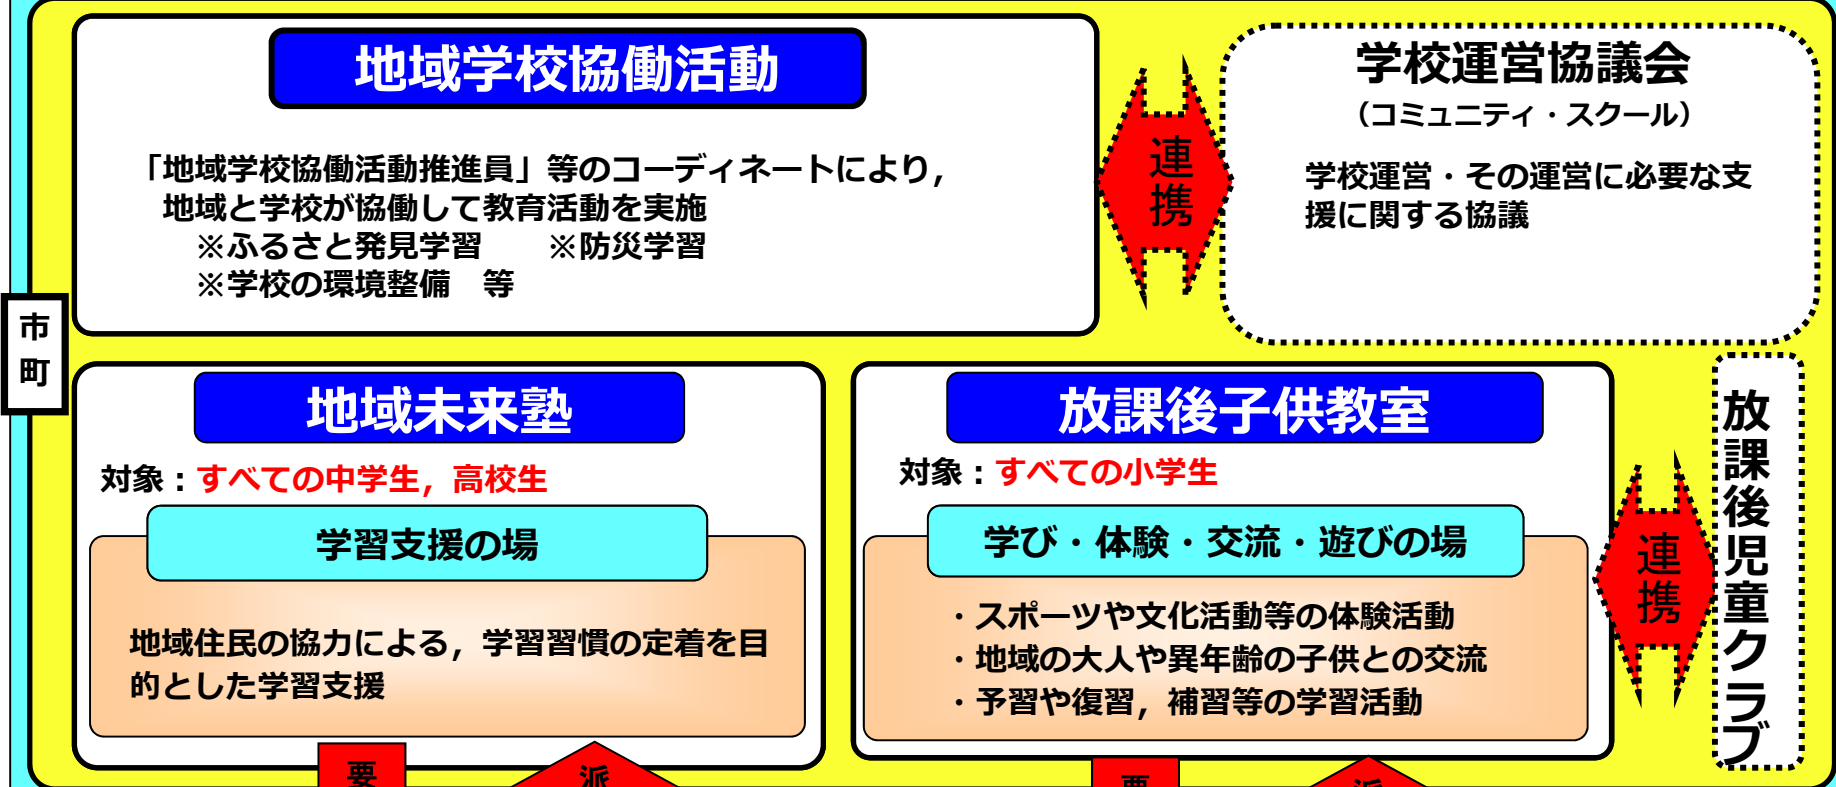 地域学校協働活動
「地域学校協働活動推進員」等のコーディネートにより，
地域と学校が協働して教育活動を実施
※ふるさと発見学習　　※防災学習
※学校の環境整備　等
連携
学校運営協議会
（コミュニティ・スクール）
学校運営・その運営に必要な支
援に関する協議
市町
地域未来塾
対象：すべての中学生，高校生
学習支援の場
地域住民の協力による，学習習慣の定着を目
的とした学習支援
放課後子供教室
対象：すべての小学生
学び・体験・交流・遊びの場
・スポーツや文化活動等の体験活動
・地域の大人や異年齢の子供との交流
・予習や復習，補習等の学習活動
連携
放課後児童クラブ
要
派
要
派